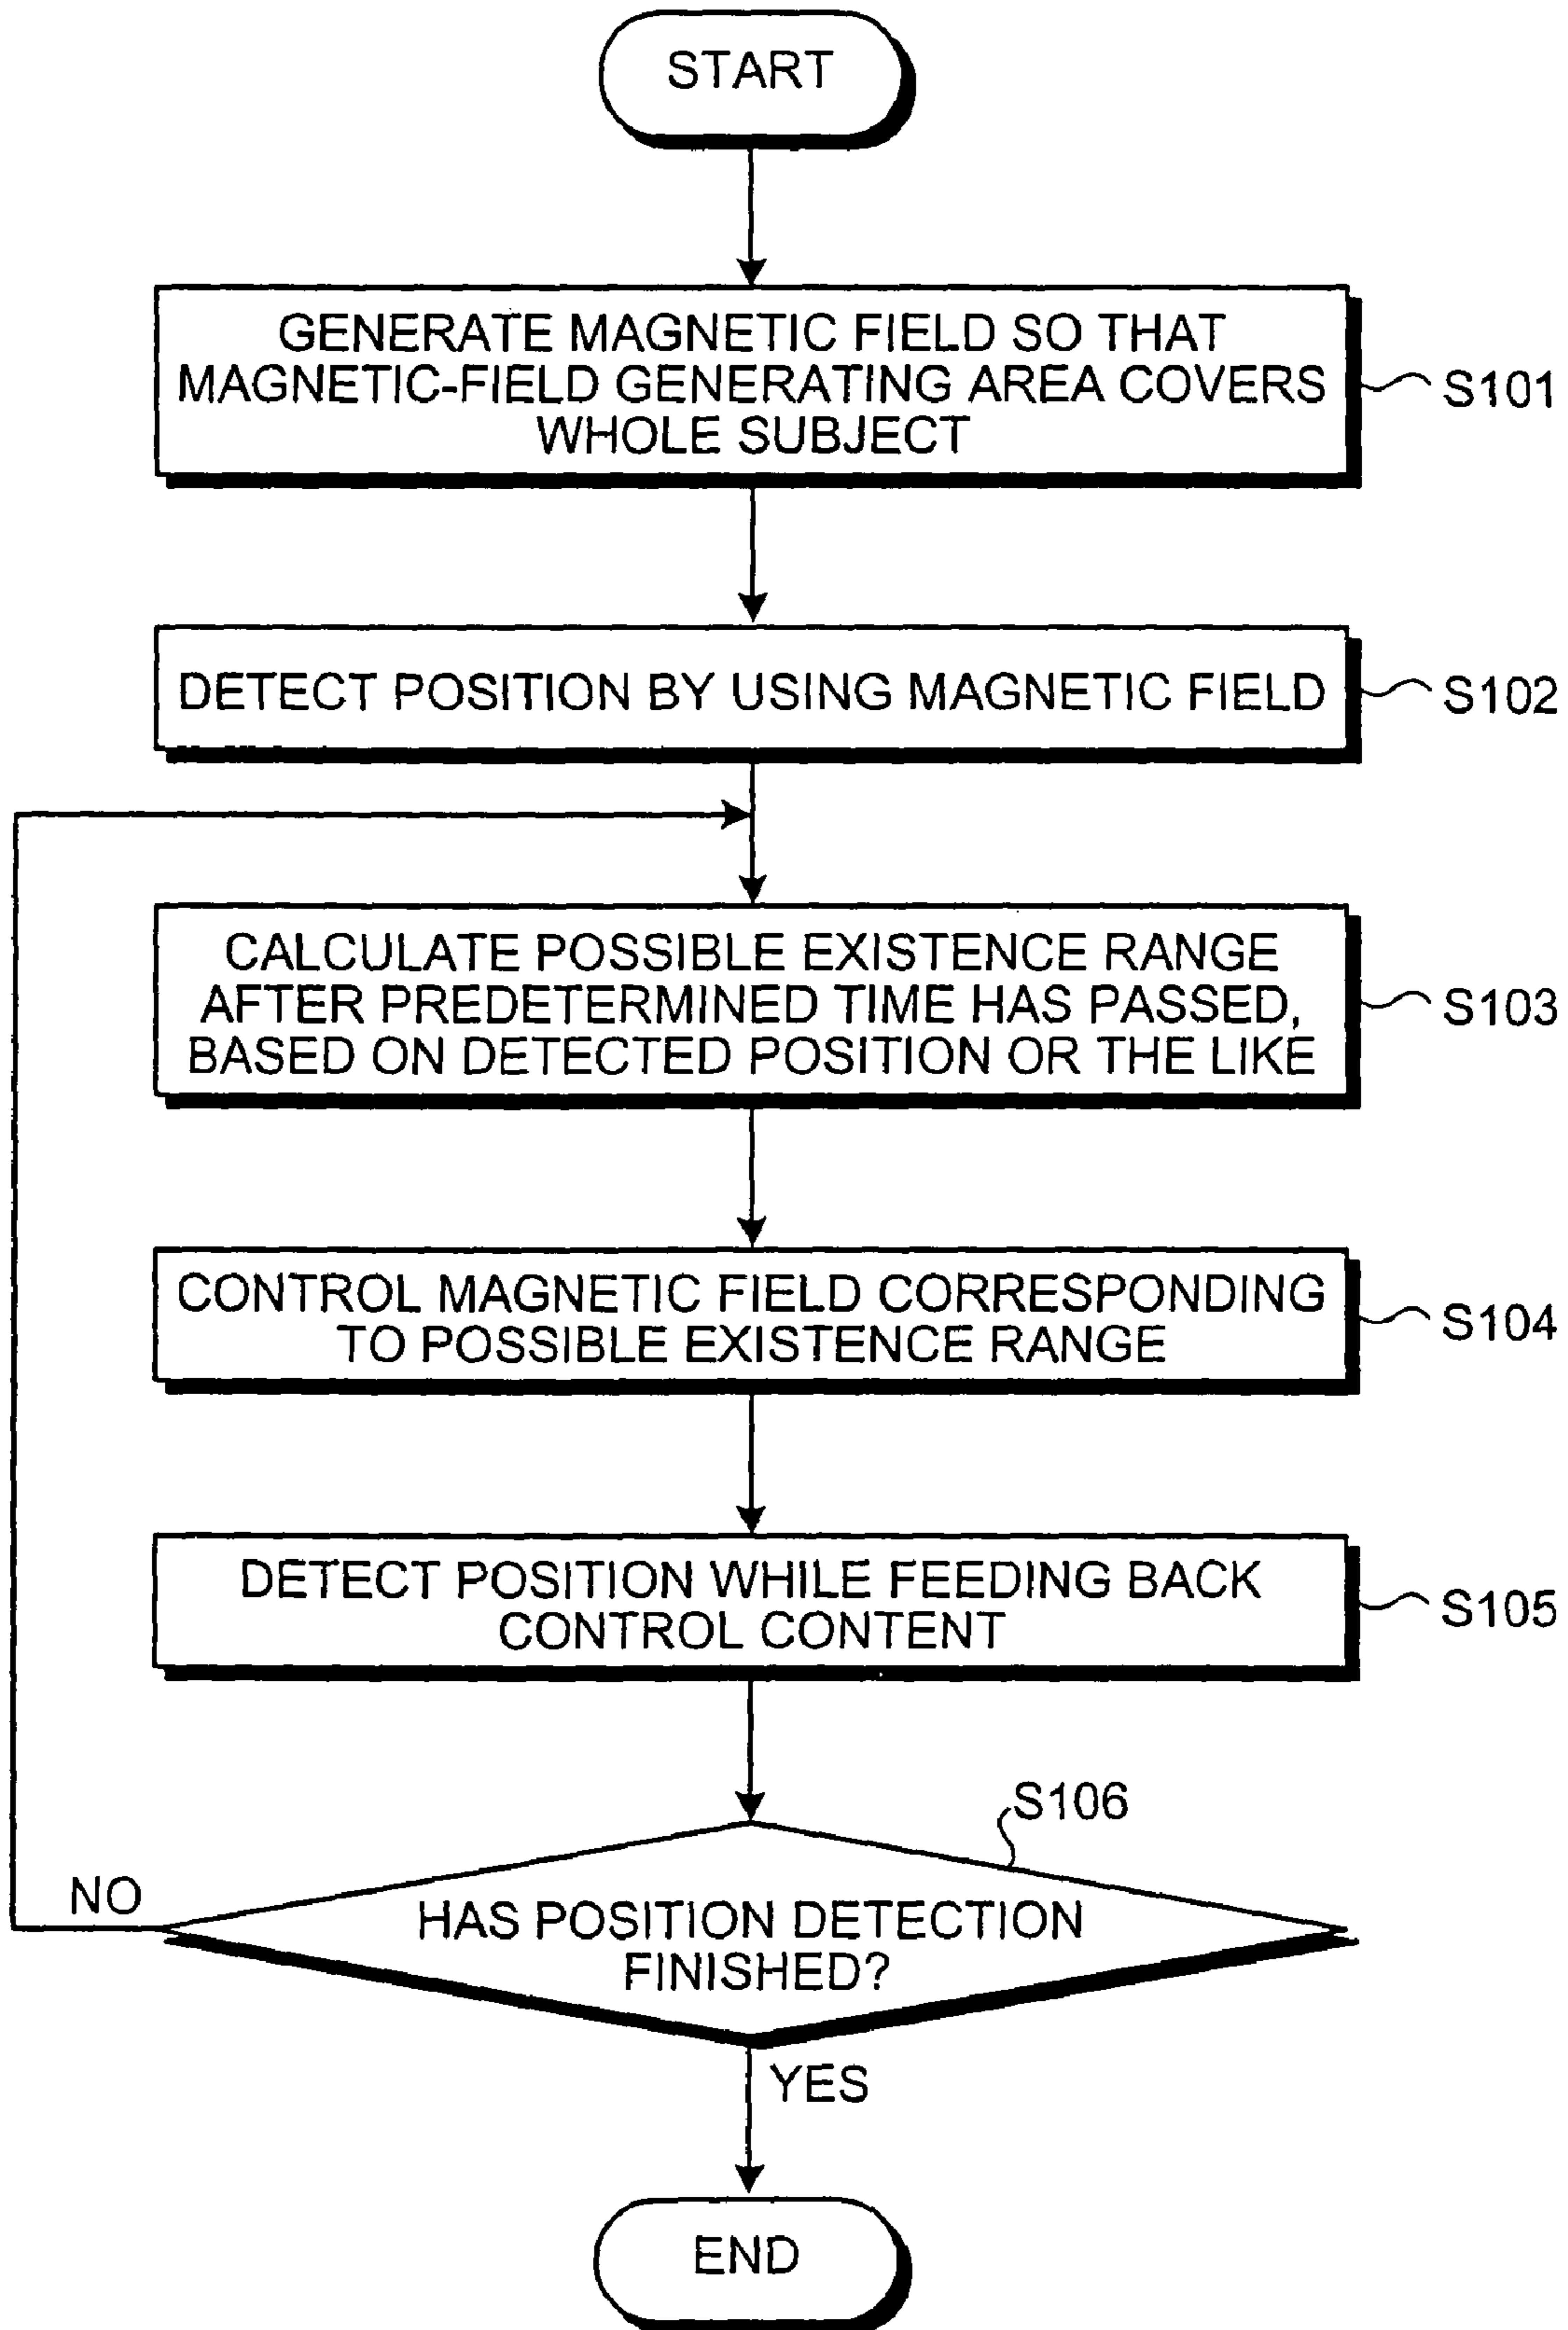 START
GENERATE MAGNETIC FIELD SO THAT
MAGNETIC-FIELD GENERATING AREA COVERS
WHOLE SUBJECT
S101
DETECT POSITION BY USING MAGNETIC FIELD
S102
CALCULATE POSSIBLE EXISTENCE RANGE
AFTER PREDETERMINED TIME HAS PASSED,
BASED ON DETECTED POSITION OR THE LIKE
S103
CONTROL MAGNETIC FIELD CORRESPONDING
TO POSSIBLE EXISTENCE RANGE
S104
DETECT POSITION WHILE FEEDING BACK
CONTROL CONTENT
S105
S106
NO
HAS POSITION DETECTION
FINISHED?
YES
END